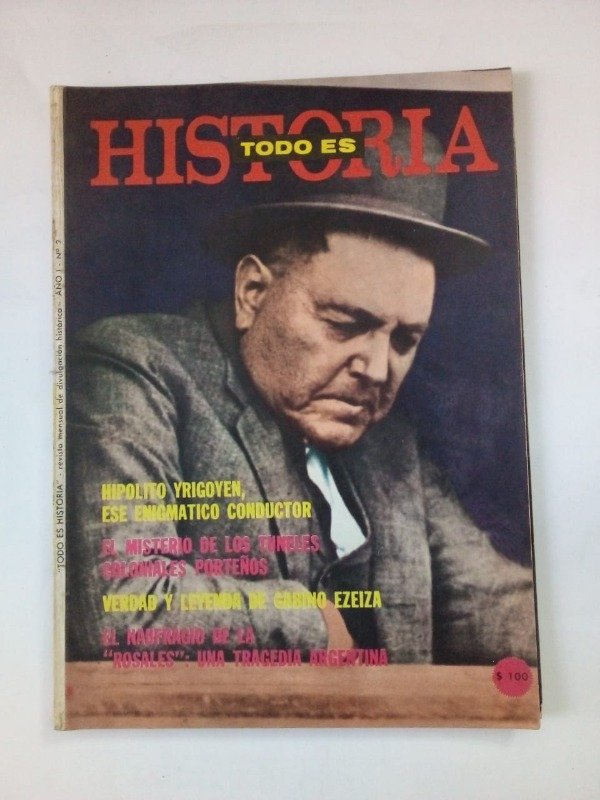 HISTORIA
TODO ES
HIPOLITO YRIGOYEN,
ESE ENIGMATICO CONDUCTOR
EL MISTERIO DE LOS TUNELES
COLONIALES PORTEÑOS
VERDAD Y LEYENDA DE GABINO EZEIZA
EL NAUFRAGIO DE LA
"ROSALES": UNA TRAGEDIA ARGENTINA
$ 100
"TODO ES HISTORIA" - revista mensual de divulgación histórica - AÑO I - Nº 2